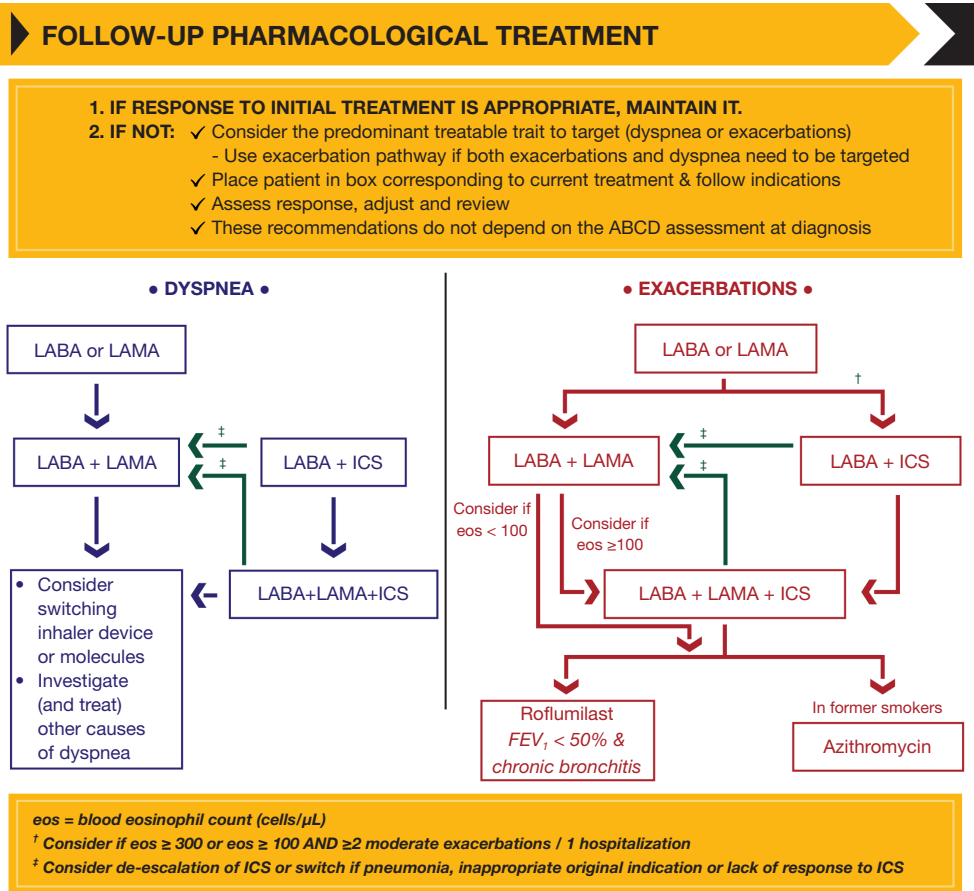 FOLLOW-UP PHARMACOLOGICAL TREATMENT
1. IF RESPONSE TO INITIAL TREATMENT IS APPROPRIATE, MAINTAIN IT.
2. IF NOT: ✓ Consider the predominant treatable trait to target (dyspnea or exacerbations)
- Use exacerbation pathway if both exacerbations and dyspnea need to be targeted
✓ Place patient in box corresponding to current treatment & follow indications
✓ Assess response, adjust and review
✓ These recommendations do not depend on the ABCD assessment at diagnosis
• DYSPNEA •
LABA or LAMA
‡
‡
LABA + LAMA
LABA + ICS
LABA+LAMA+ICS
• Consider
switching
inhaler device
or molecules
• Investigate
(and treat)
other causes
of dyspnea
• EXACERBATIONS •
LABA or LAMA
†
‡
‡
LABA + LAMA
LABA + ICS
Consider if
eos < 100
Consider if
eos ≥100
LABA + LAMA + ICS
Roflumilast
FEV₁ < 50% &
chronic bronchitis
In former smokers
Azithromycin
eos = blood eosinophil count (cells/µL)
† Consider if eos ≥ 300 or eos ≥ 100 AND ≥2 moderate exacerbations / 1 hospitalization
‡ Consider de-escalation of ICS or switch if pneumonia, inappropriate original indication or lack of response to ICS